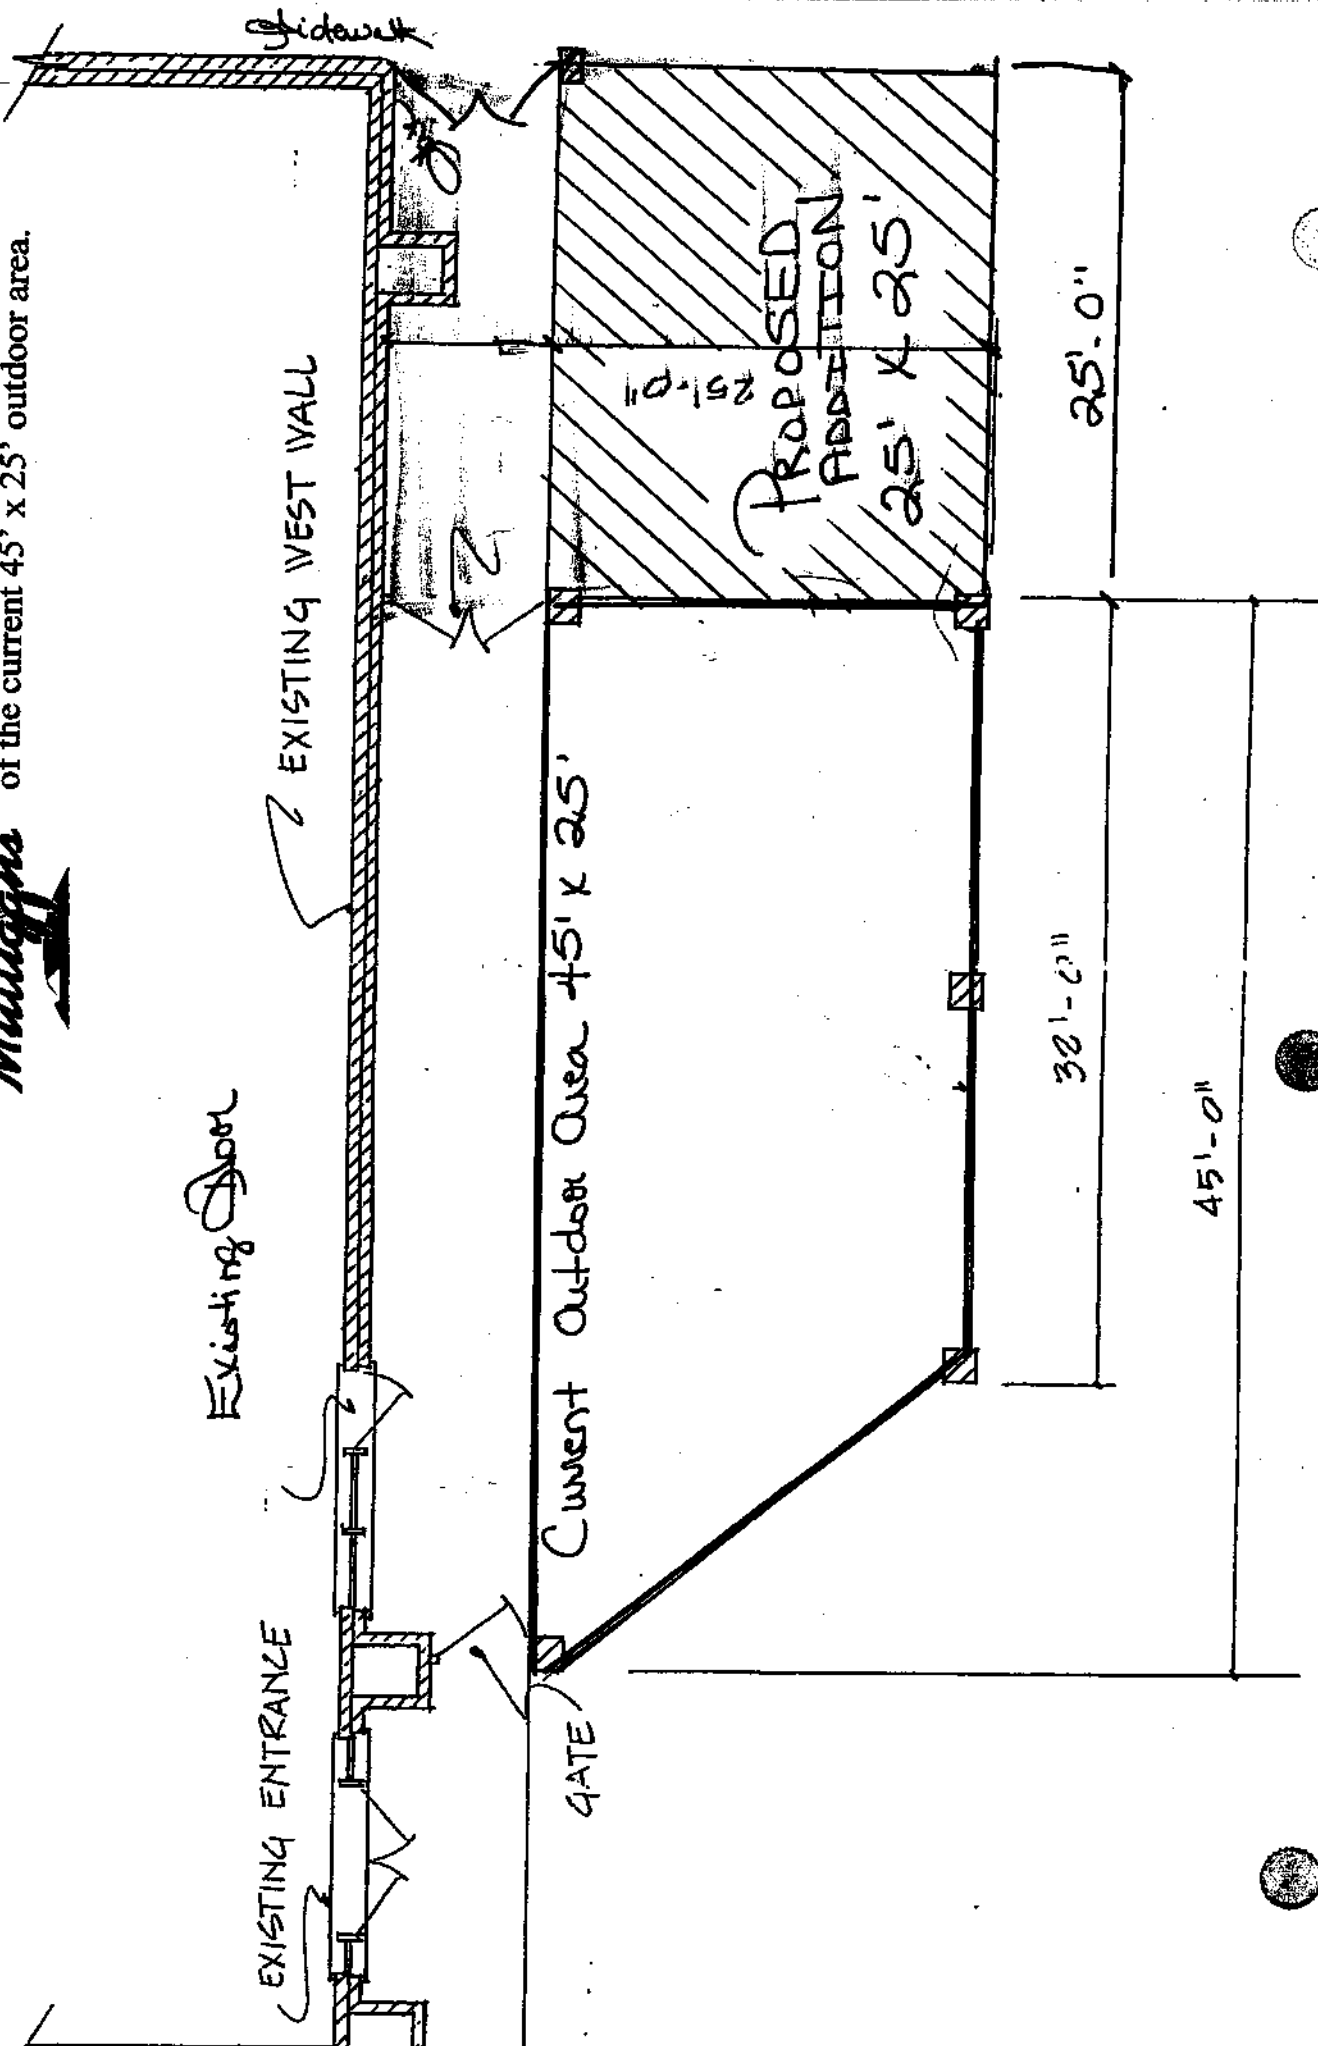 Mulligans of the current 45' x 25' outdoor area.
Sidewalk
EXISTING WEST WALL
Existing Door
EXISTING ENTRANCE
GATE
Current Outdoor Area 45' x 25'
PROPOSED
ADDITION
25' x 25'
25'-0"
25'-0"
32'-0"
45'-0"